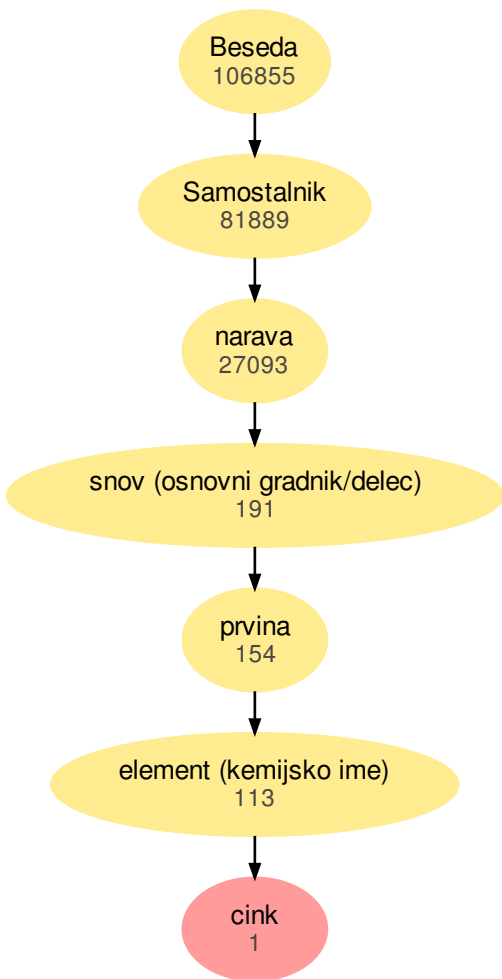 Beseda
106855
Samostalnik
81889
narava
27093
snov (osnovni gradnik/delec)
191
prvina
154
element (kemijsko ime)
113
cink
1